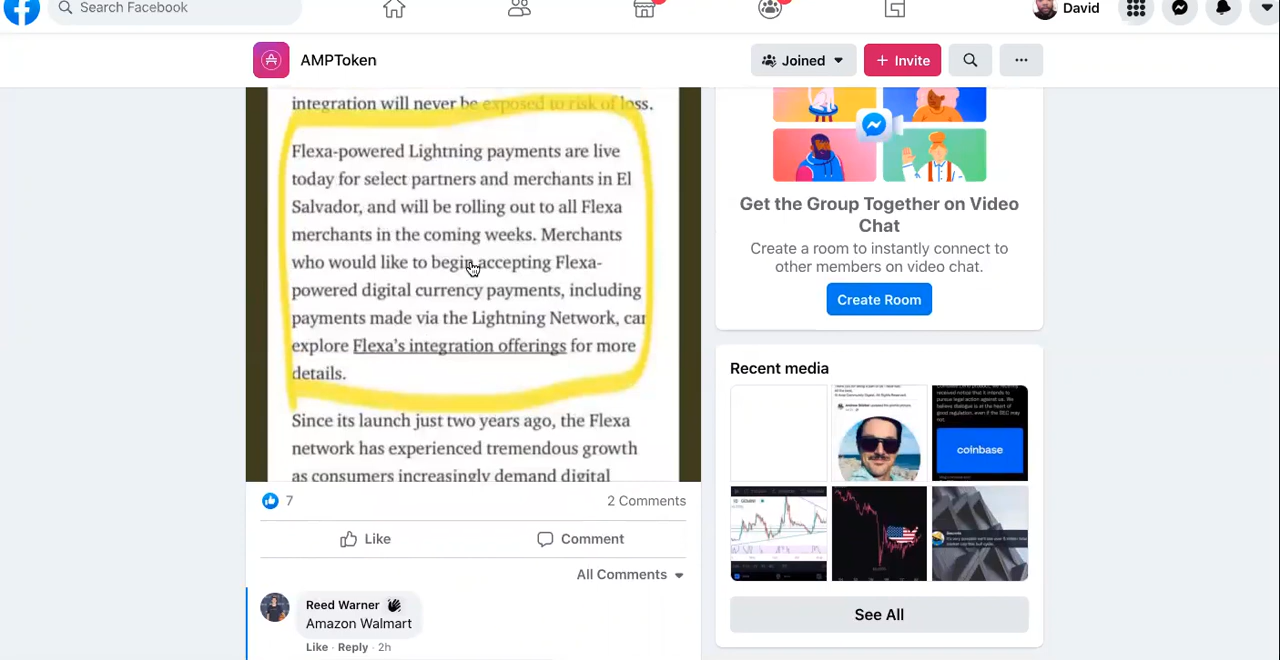 Search Facebook
David
AMPToken
Joined
+ Invite
integration will never be exposed to risk of loss.
Flexa-powered Lightning payments are live
today for select partners and merchants in El
Salvador, and will be rolling out to all Flexa
merchants in the coming weeks. Merchants
who would like to begin accepting Flexa-
powered digital currency payments, including
payments made via the Lightning Network, can
explore Flexa's integration offerings for more
details.
Since its launch just two years ago, the Flexa
network has experienced tremendous growth
as consumers increasingly demand digital
7
2 Comments
Like
Comment
All Comments
Reed Warner
Amazon Walmart
Like · Reply · 2h
Get the Group Together on Video
Chat
Create a room to instantly connect to
other members on video chat.
Create Room
Recent media
coinbase
See All